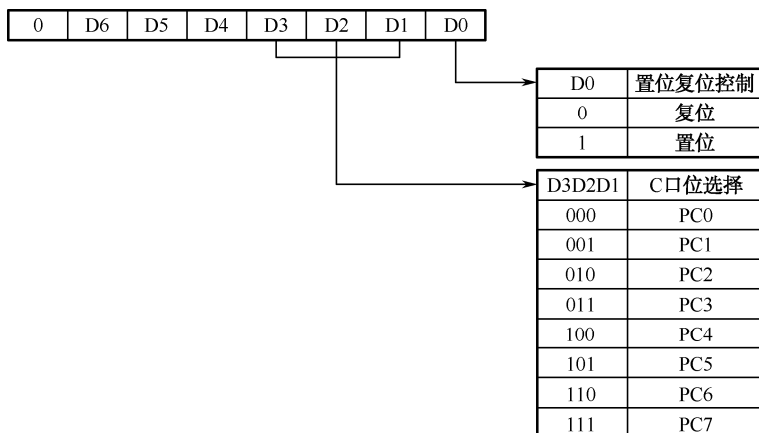 0 D6 D5 D4 D3 D2 D1 D0
D0 置位复位控制
0 复位
1 置位
D3D2D1 C口位选择
000 PC0
001 PC1
010 PC2
011 PC3
100 PC4
101 PC5
110 PC6
111 PC7